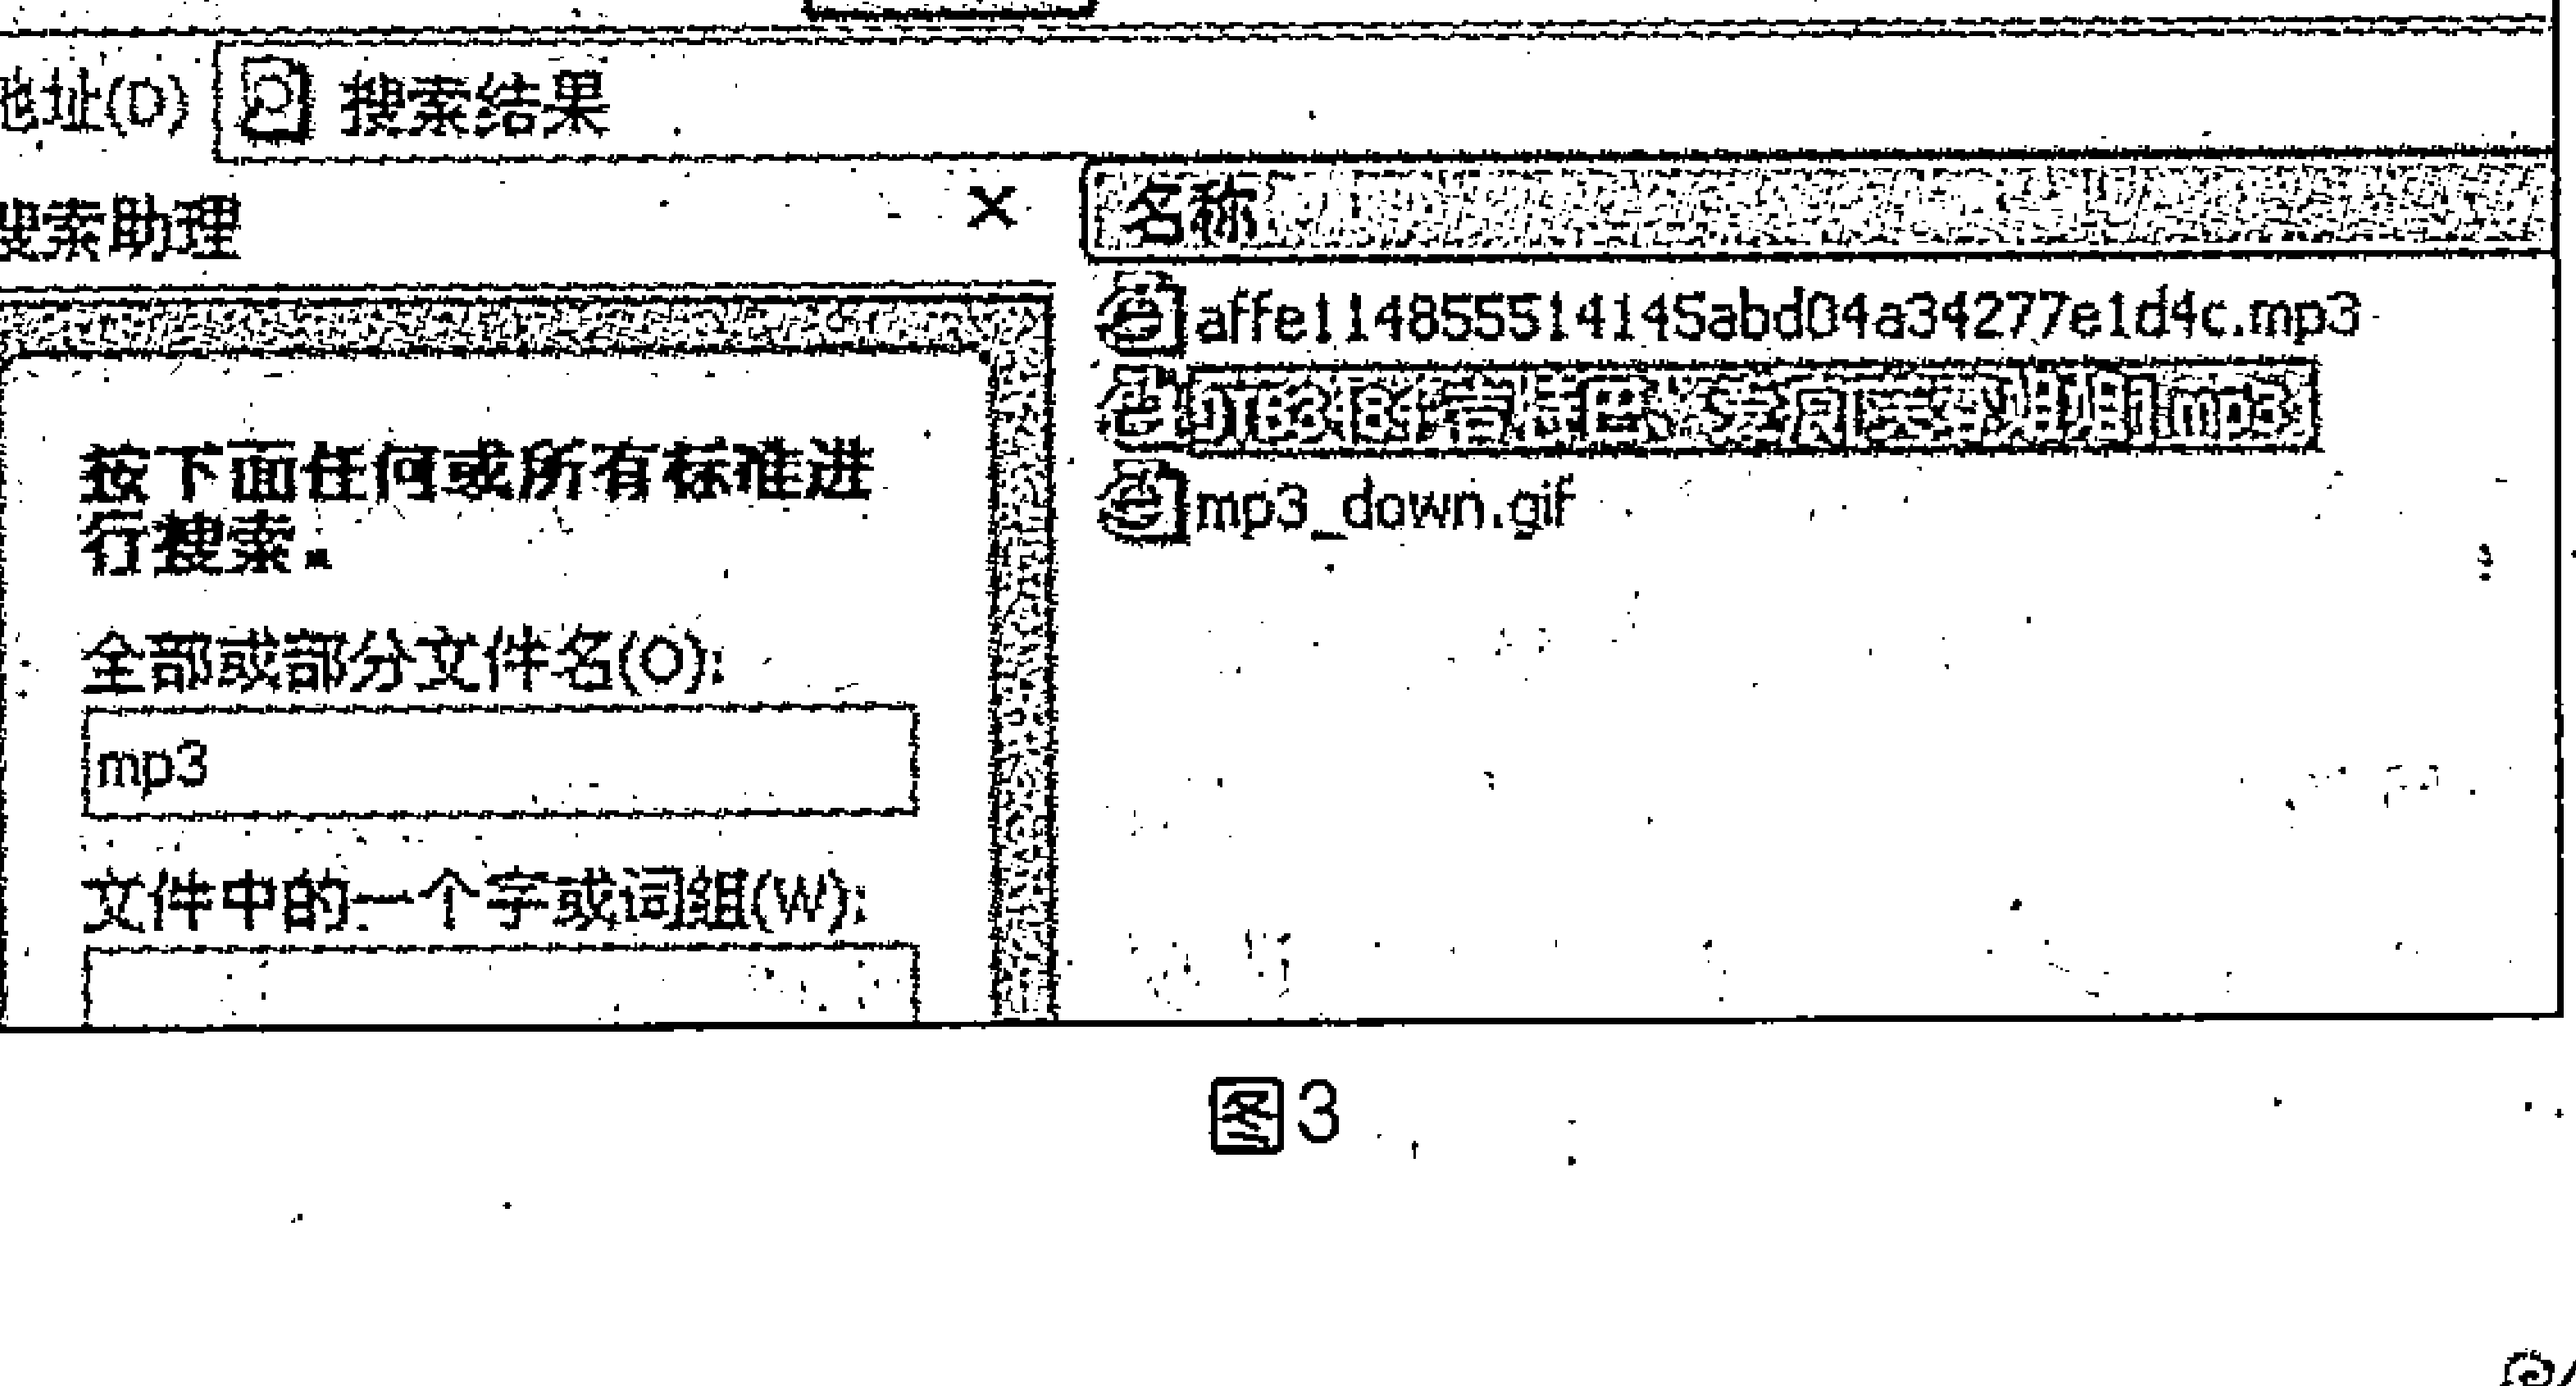 地址(D) 搜索结果
搜索助理
名称
按下面任何或所有标准进
行搜索.
全部或部分文件名(O):
mp3
文件中的一个字或词组(W):
affe11485551414​5abd04a34277e1d4c.mp3
mp3_down.gif
图3